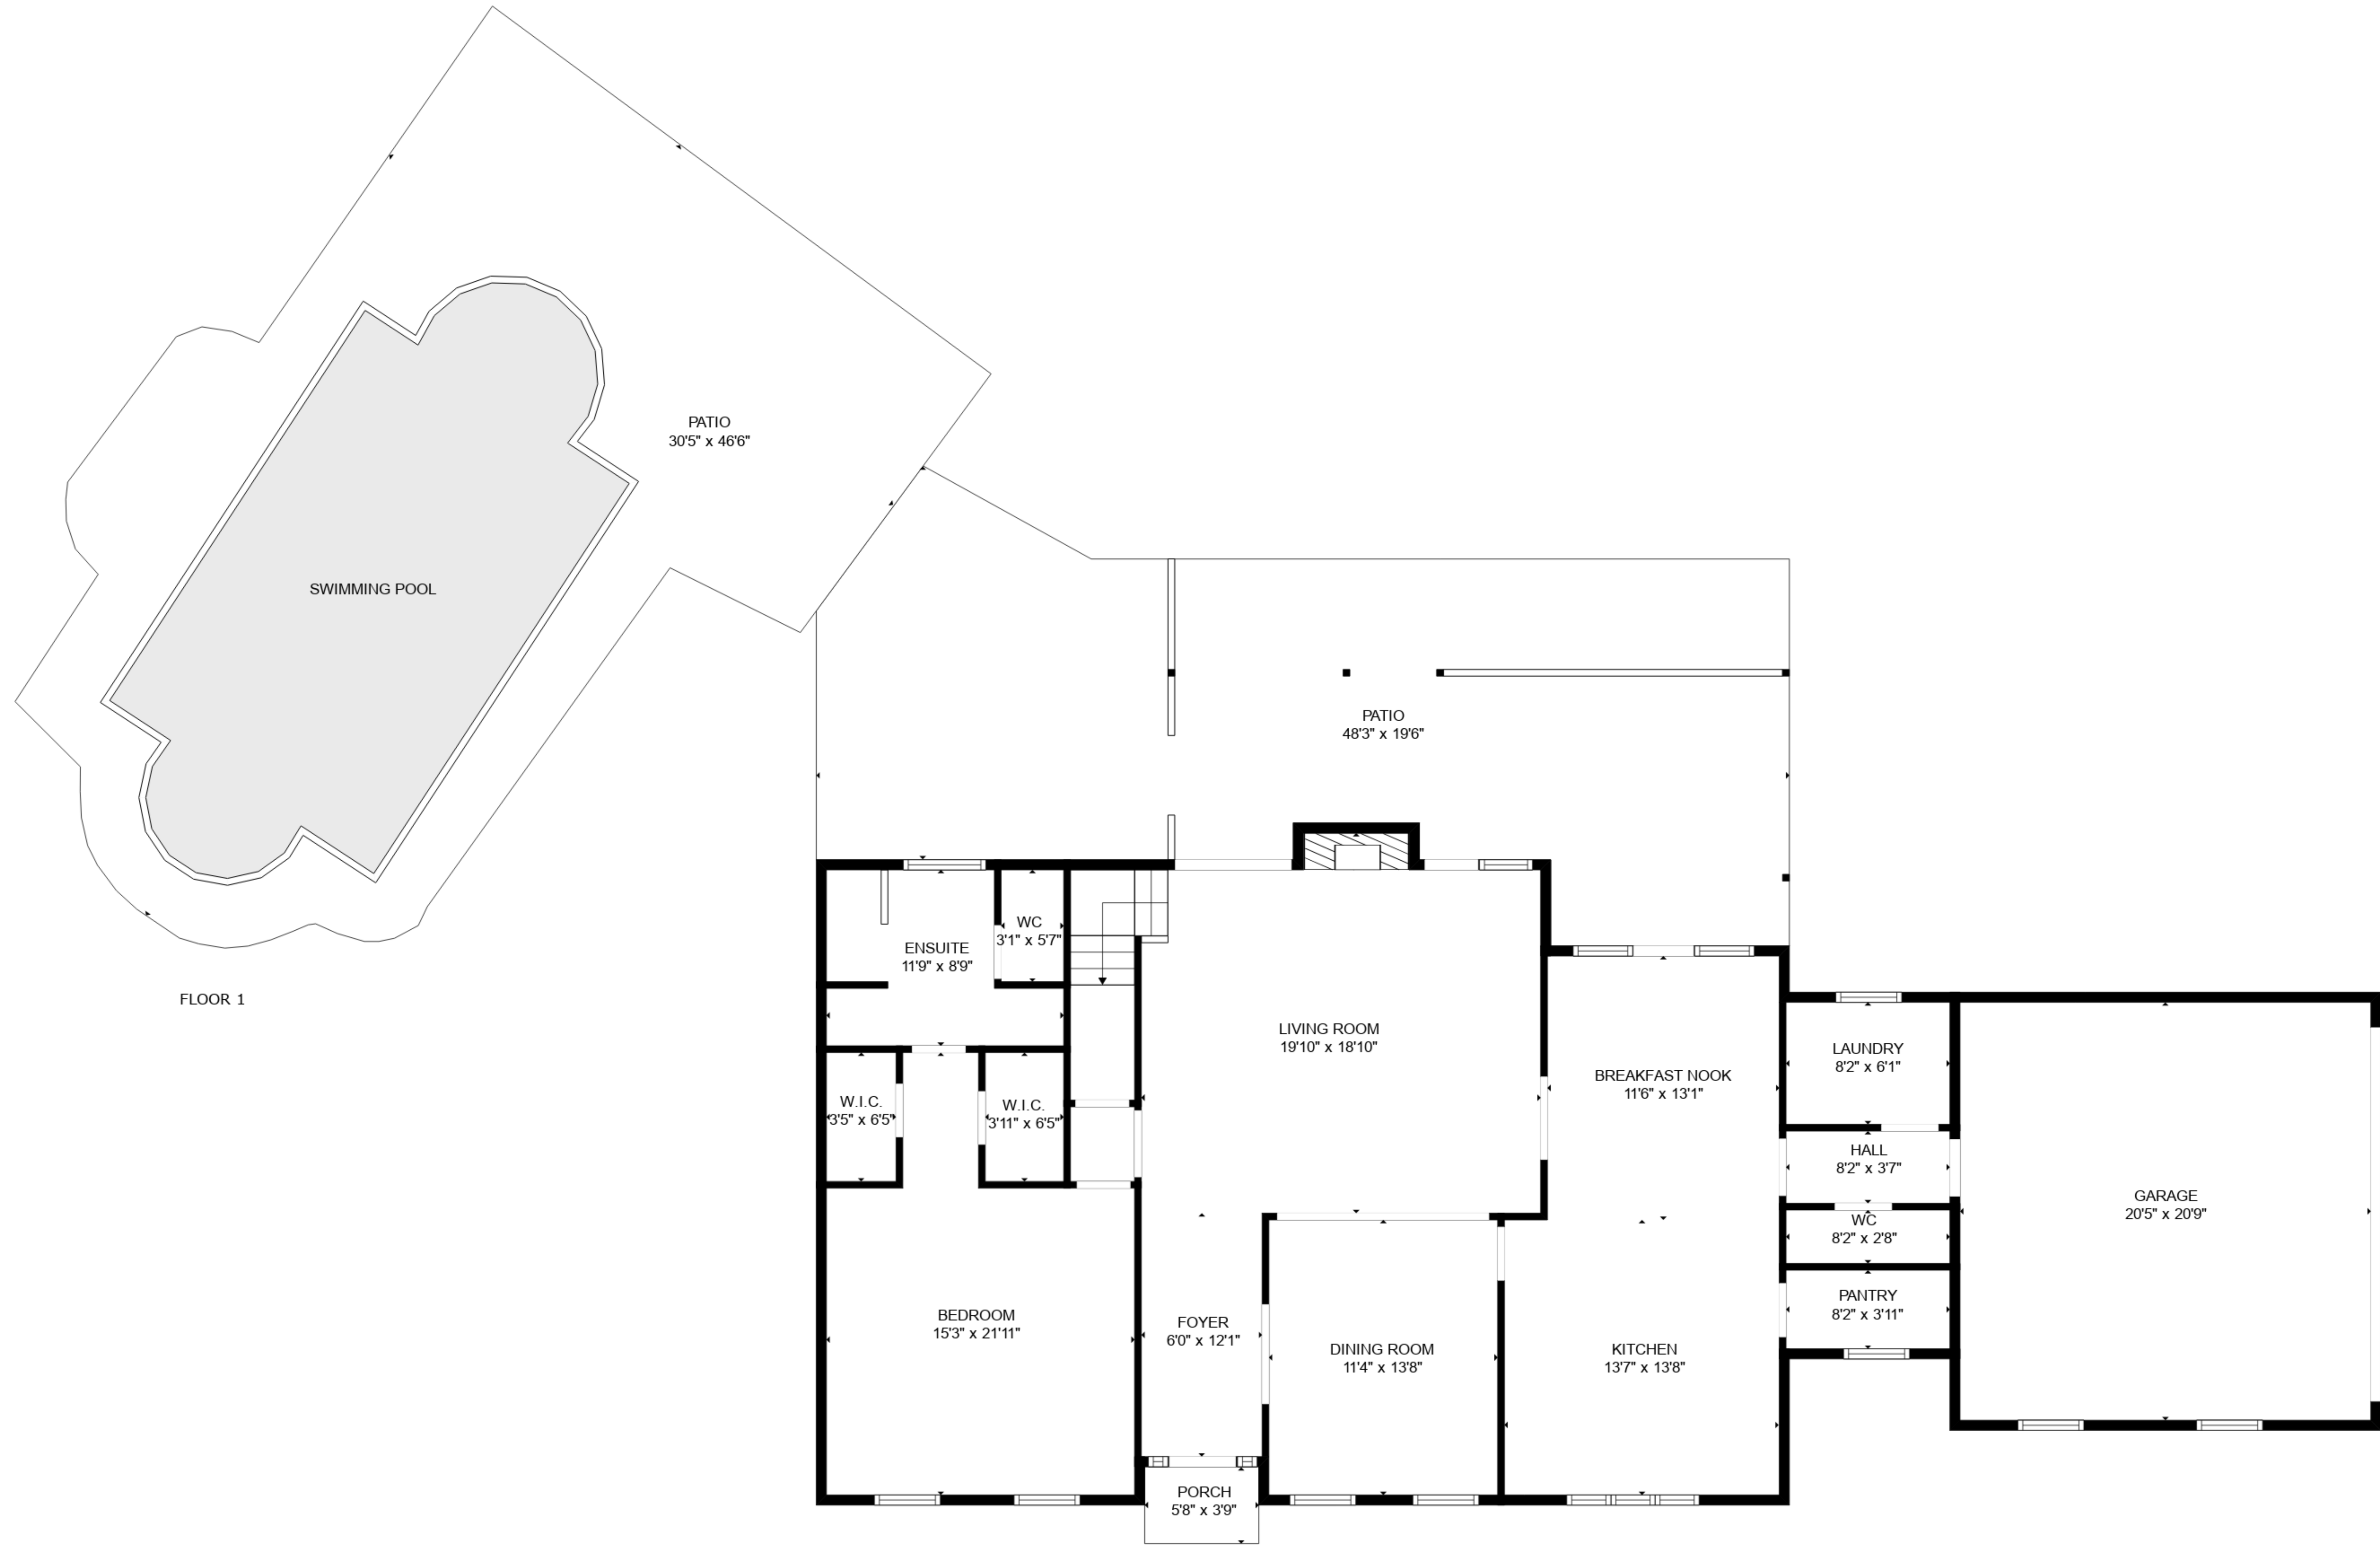 PATIO
30'5" x 46'6"
SWIMMING POOL
PATIO
48'3" x 19'6"
WC
3'1" x 5'7"
ENSUITE
11'9" x 8'9"
FLOOR 1
LIVING ROOM
19'10" x 18'10"
LAUNDRY
8'2" x 6'1"
BREAKFAST NOOK
11'6" x 13'1"
W.I.C.
3'5" x 6'5"
W.I.C.
3'11" x 6'5"
HALL
8'2" x 3'7"
GARAGE
20'5" x 20'9"
WC
8'2" x 2'8"
PANTRY
8'2" x 3'11"
BEDROOM
15'3" x 21'11"
FOYER
6'0" x 12'1"
DINING ROOM
11'4" x 13'8"
KITCHEN
13'7" x 13'8"
PORCH
5'8" x 3'9"